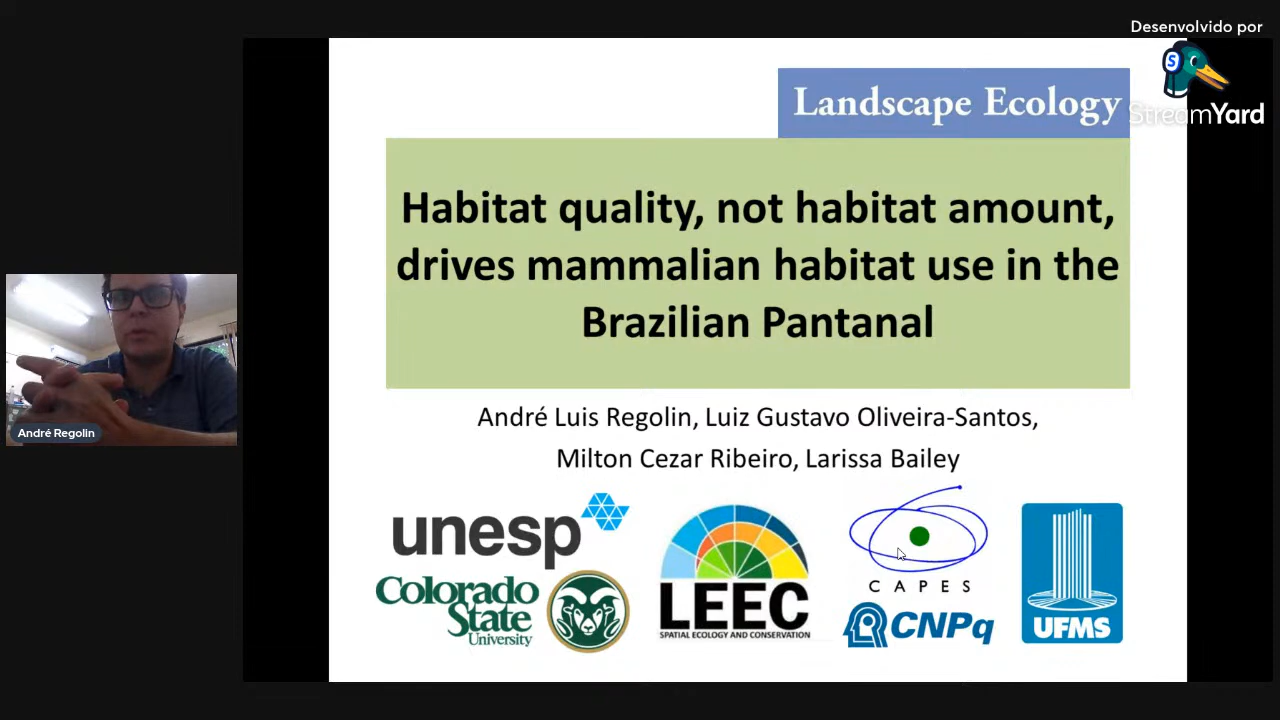 Desenvolvido por
StreamYard
Landscape Ecology
Habitat quality, not habitat amount,
drives mammalian habitat use in the
Brazilian Pantanal
André Luis Regolin, Luiz Gustavo Oliveira-Santos,
Milton Cezar Ribeiro, Larissa Bailey
André Regolin
unesp
Colorado
State
University
LEEC
SPATIAL ECOLOGY AND CONSERVATION
CAPES
CNPq
UFMS